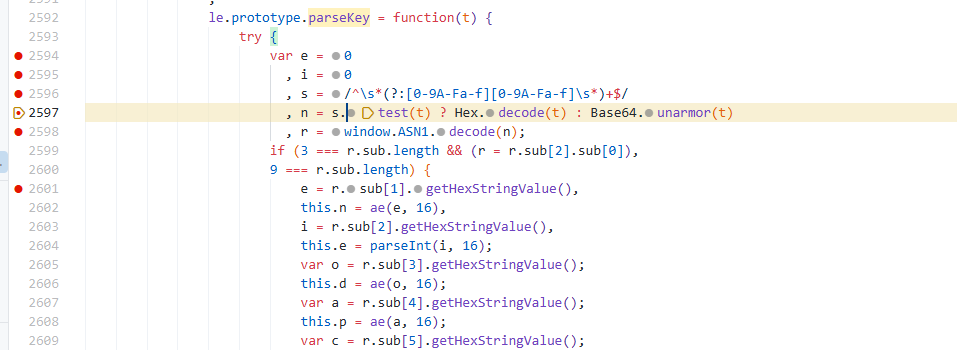 2592 le.prototype.parseKey = function(t) {
2593 try {
2594 var e = 0
2595 , i = 0
2596 , s = /^\s*(?:[0-9A-Fa-f][0-9A-Fa-f]\s*)+$/
2597 , n = s.test(t) ? Hex.decode(t) : Base64.unarmor(t)
2598 , r = window.ASN1.decode(n);
2599 if (3 === r.sub.length && (r = r.sub[2].sub[0]),
2600 9 === r.sub.length) {
2601 e = r.sub[1].getHexStringValue(),
2602 this.n = ae(e, 16),
2603 i = r.sub[2].getHexStringValue(),
2604 this.e = parseInt(i, 16);
2605 var o = r.sub[3].getHexStringValue();
2606 this.d = ae(o, 16);
2607 var a = r.sub[4].getHexStringValue();
2608 this.p = ae(a, 16);
2609 var c = r.sub[5].getHexStringValue();